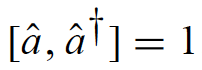 [â, â†] = 1